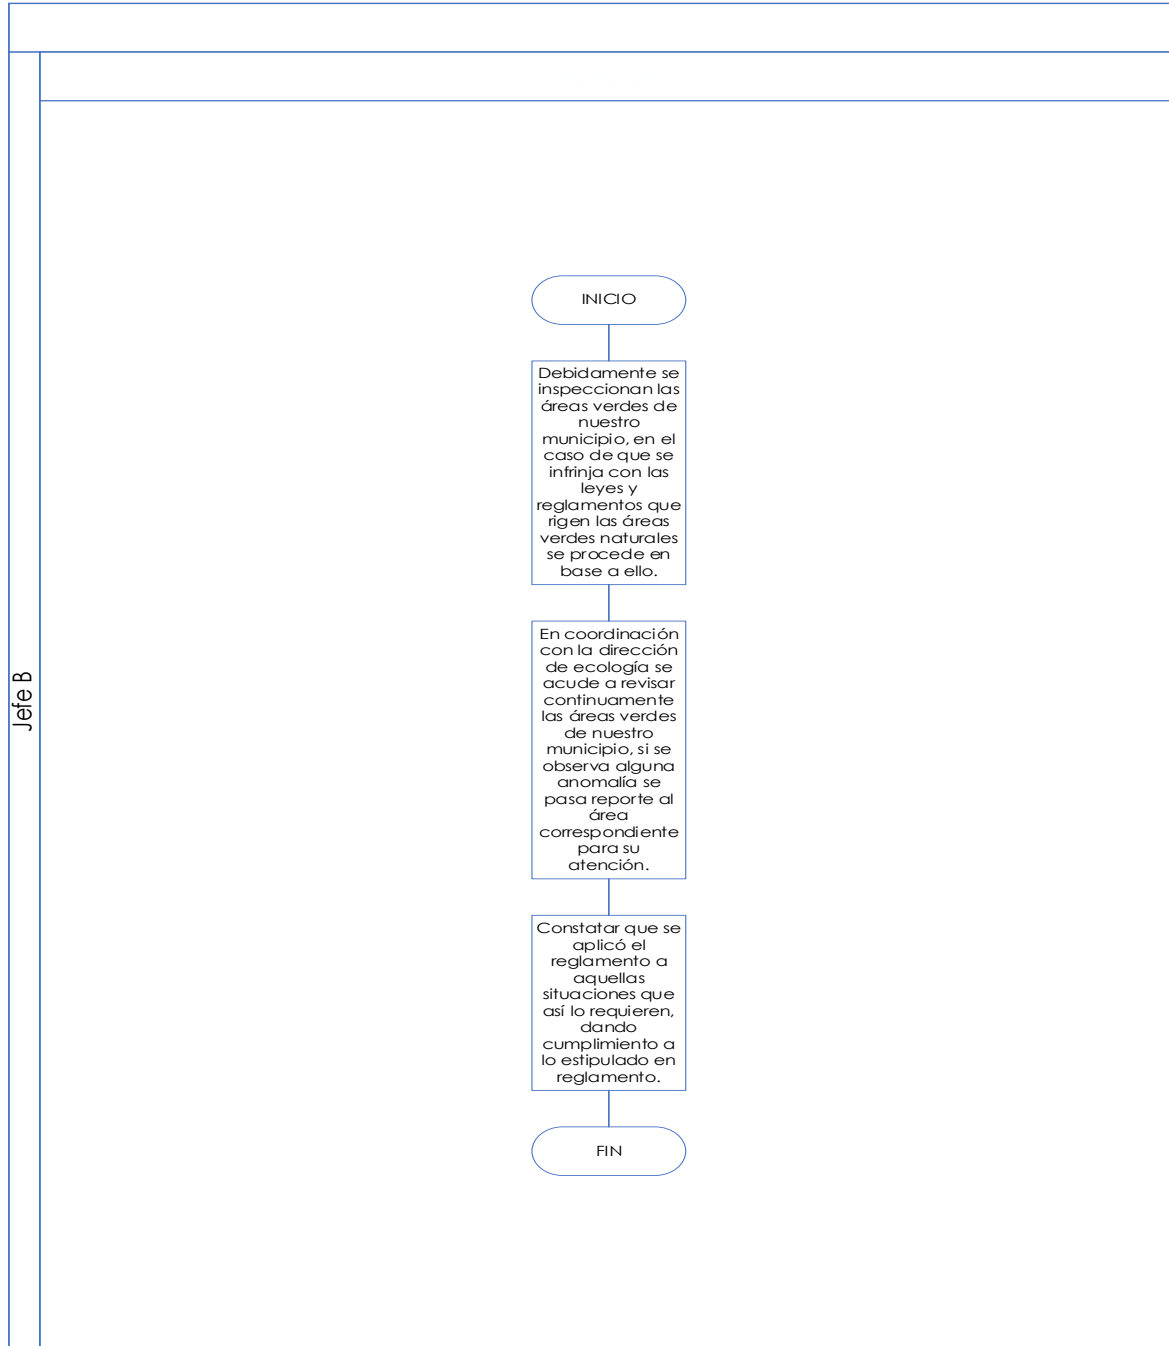 INICIO
Debidamente se
inspeccionan las
áreas verdes de
nuestro
municipio, en el
caso de que se
infrinja con las
leyes y
reglamentos que
rigen las áreas
verdes naturales
se procede en
base a ello.
En coordinación
con la dirección
de ecología se
acude a revisar
continuamente
las áreas verdes
de nuestro
municipio, si se
observa alguna
anomalía se
pasa reporte al
área
correspondiente
para su
atención.
Jefe B
Constatar que se
aplicó el
reglamento a
aquellas
situaciones que
así lo requieren,
dando
cumplimiento a
lo estipulado en
reglamento.
FIN